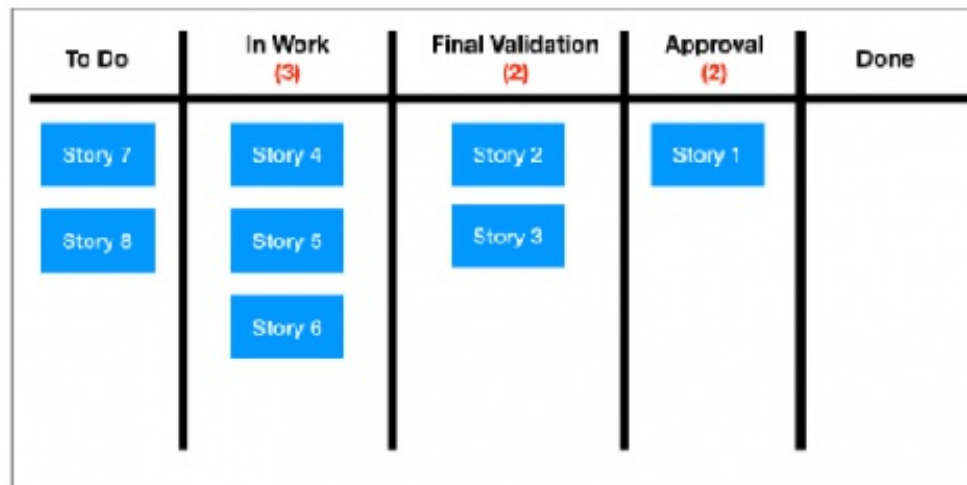 To Do
In Work
(3)
Final Validation
(2)
Approval
(2)
Done
Story 7
Story 4
Story 2
Story 1
Story 8
Story 5
Story 3
Story 6